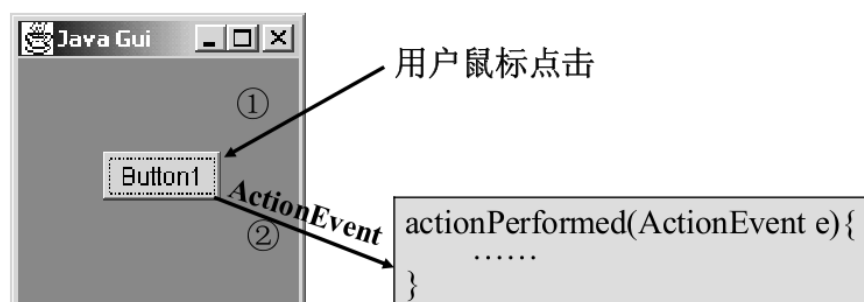 Java Gui
用户鼠标点击
①
Button1
ActionEvent
②
actionPerformed(ActionEvent e){
……
}